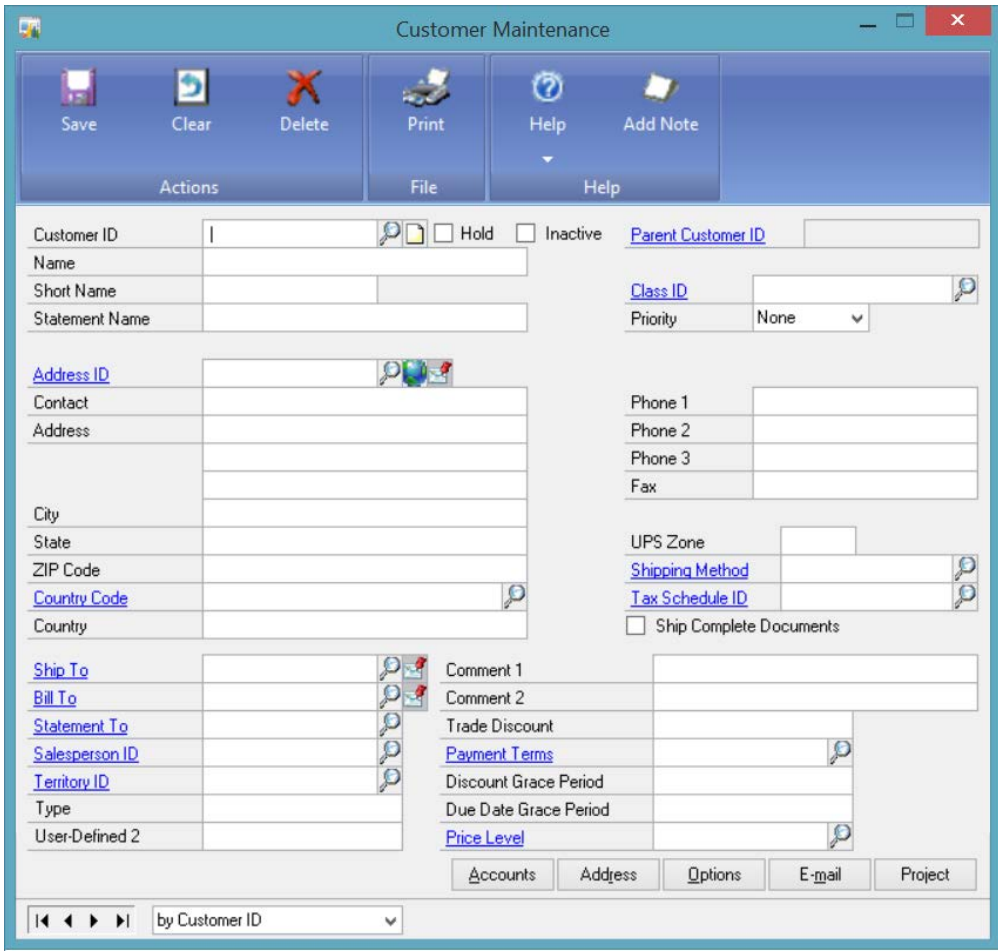 Customer Maintenance
Save Clear Delete Print Help Add Note
Actions File Help
Customer ID Hold Inactive Parent Customer ID
Name
Short Name Class ID
Statement Name Priority None
Address ID
Contact Phone 1
Address Phone 2
Phone 3
Fax
City
State UPS Zone
ZIP Code Shipping Method
Country Code Tax Schedule ID
Country Ship Complete Documents
Ship To Comment 1
Bill To Comment 2
Statement To Trade Discount
Salesperson ID Payment Terms
Territory ID Discount Grace Period
Type Due Date Grace Period
User-Defined 2 Price Level
Accounts Address Options E-mail Project
by Customer ID